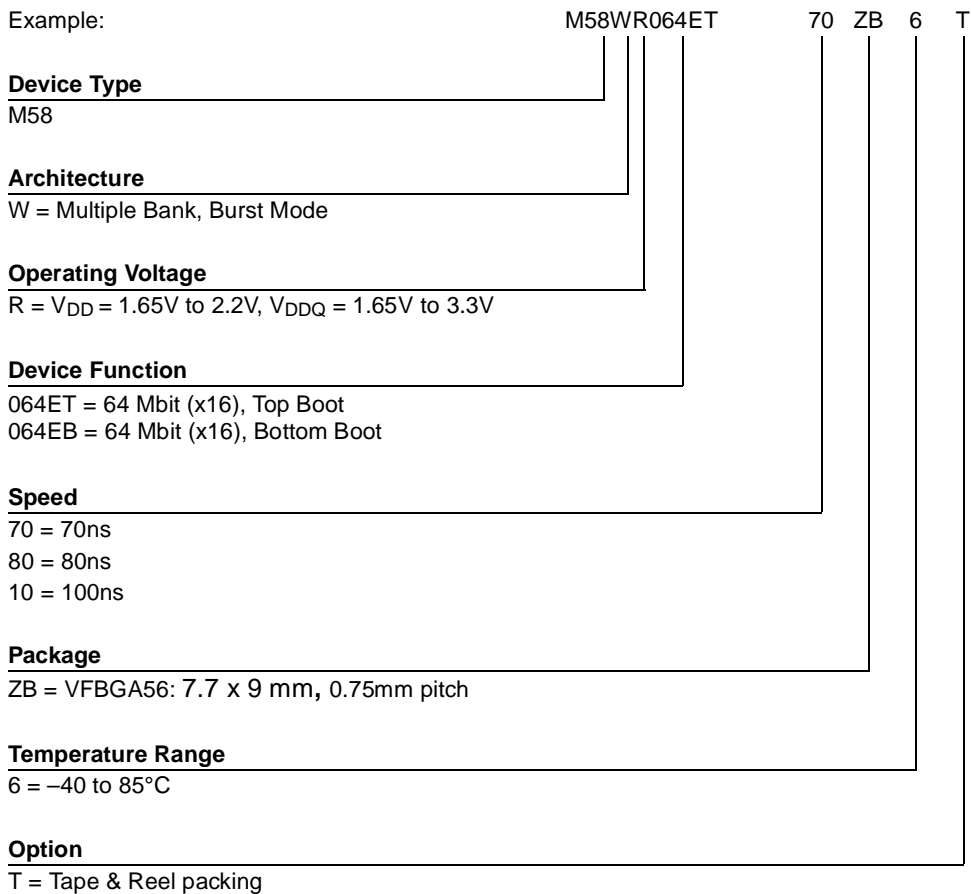 Example: M58WR064ET 70 ZB 6 T
Device Type
M58
Architecture
W = Multiple Bank, Burst Mode
Operating Voltage
R = VDD = 1.65V to 2.2V, VDDQ = 1.65V to 3.3V
Device Function
064ET = 64 Mbit (x16), Top Boot
064EB = 64 Mbit (x16), Bottom Boot
Speed
70 = 70ns
80 = 80ns
10 = 100ns
Package
ZB = VFBGA56: 7.7 x 9 mm, 0.75mm pitch
Temperature Range
6 = –40 to 85°C
Option
T = Tape & Reel packing